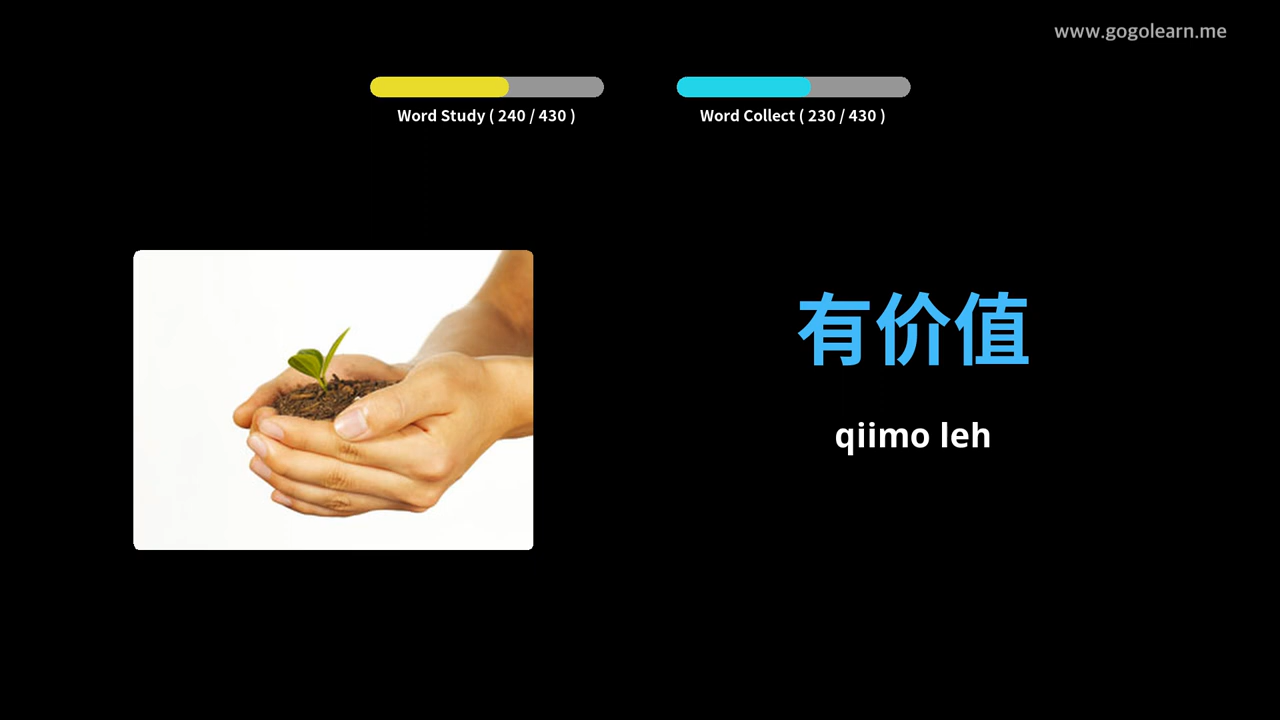 www.gogolearn.me
Word Study ( 240 / 430 )
Word Collect ( 230 / 430 )
有价值
qiimo leh